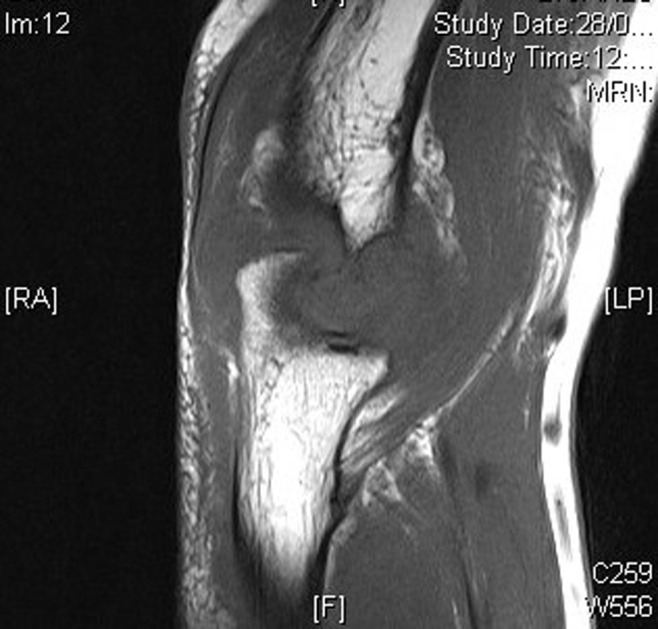 Im:12
Study Date:28/0...
Study Time:12:...
MRN:
[RA]
[LP]
C259
W556
[F]